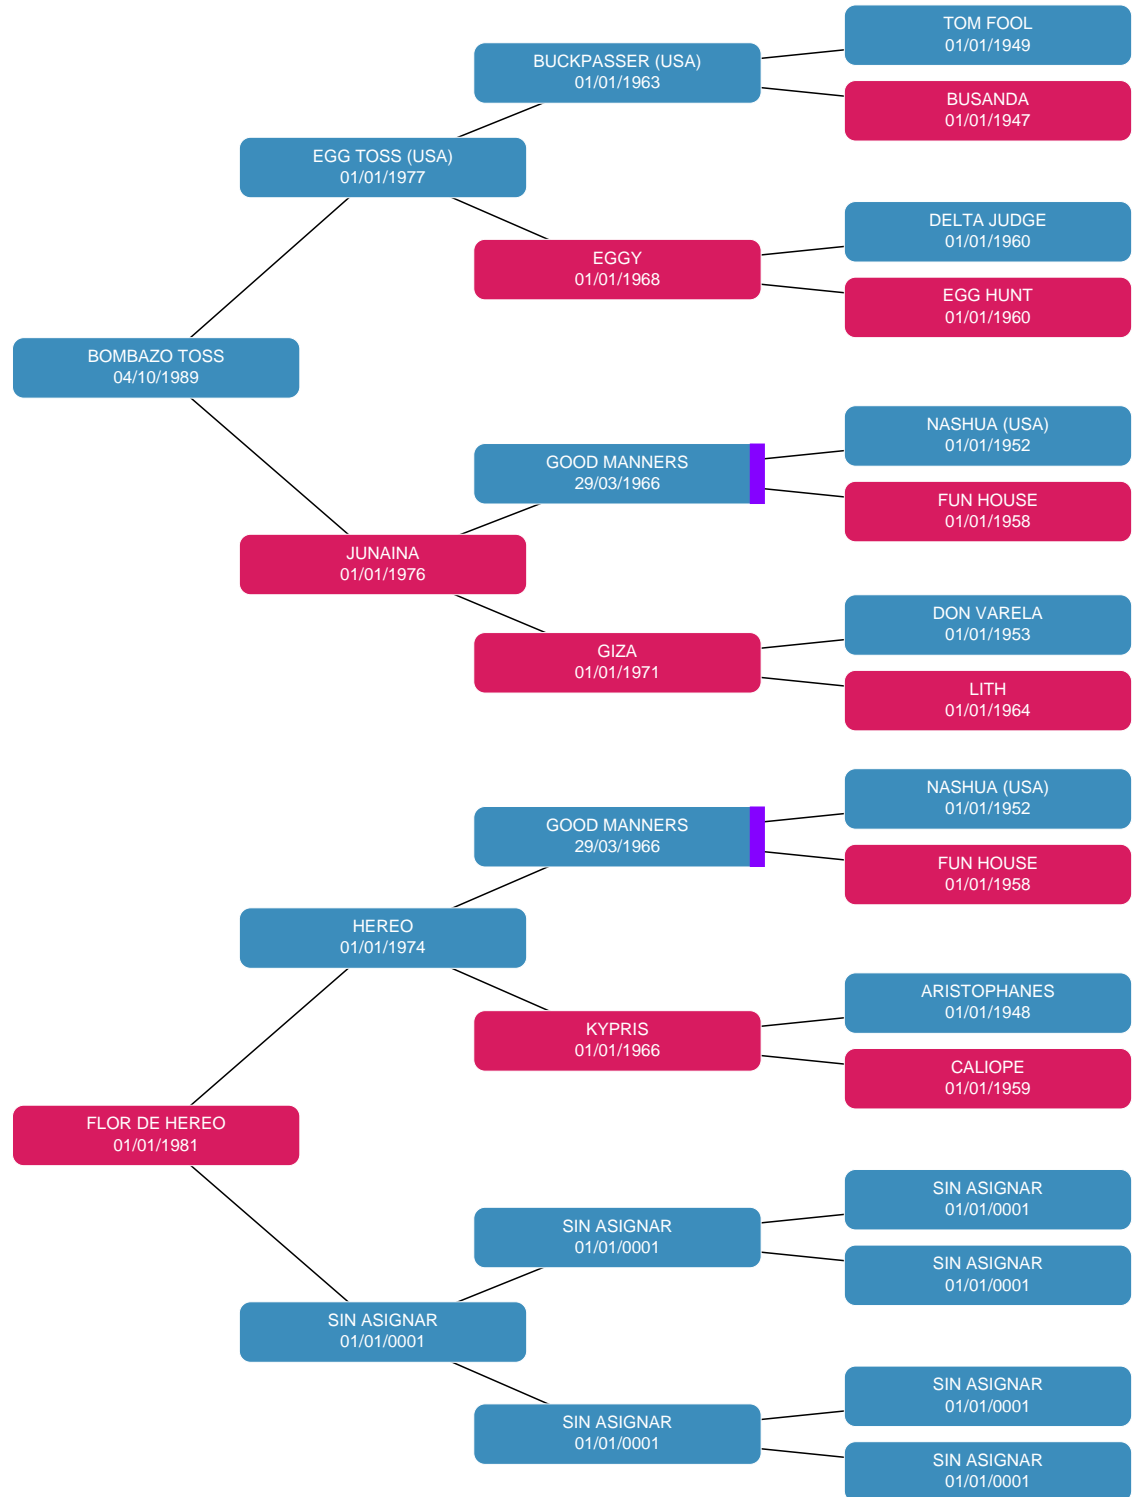 TOM FOOL
01/01/1949
BUCKPASSER (USA)
01/01/1963
BUSANDA
01/01/1947
EGG TOSS (USA)
01/01/1977
DELTA JUDGE
01/01/1960
EGGY
01/01/1968
EGG HUNT
01/01/1960
BOMBAZO TOSS
04/10/1989
NASHUA (USA)
01/01/1952
GOOD MANNERS
29/03/1966
FUN HOUSE
01/01/1958
JUNAINA
01/01/1976
DON VARELA
01/01/1953
GIZA
01/01/1971
LITH
01/01/1964
NASHUA (USA)
01/01/1952
GOOD MANNERS
29/03/1966
FUN HOUSE
01/01/1958
HEREO
01/01/1974
ARISTOPHANES
01/01/1948
KYPRIS
01/01/1966
CALIOPE
01/01/1959
FLOR DE HEREO
01/01/1981
SIN ASIGNAR
01/01/0001
SIN ASIGNAR
01/01/0001
SIN ASIGNAR
01/01/0001
SIN ASIGNAR
01/01/0001
SIN ASIGNAR
01/01/0001
SIN ASIGNAR
01/01/0001
SIN ASIGNAR
01/01/0001